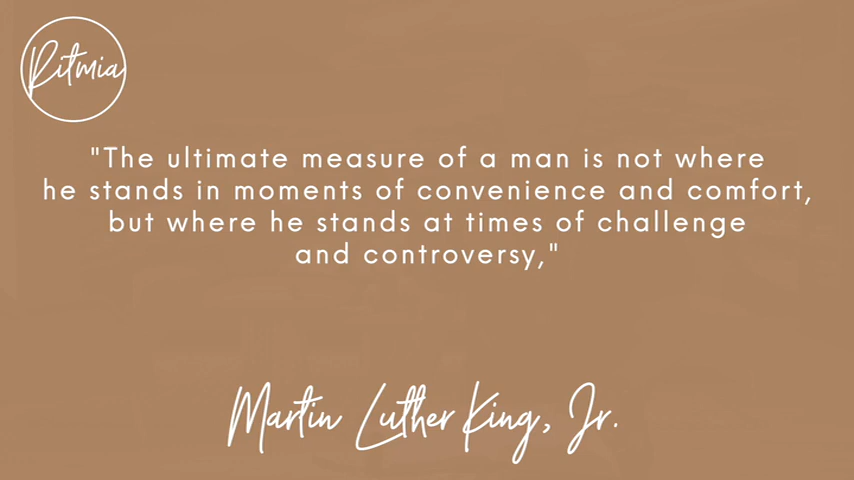 Ritmia
"The ultimate measure of a man is not where
he stands in moments of convenience and comfort,
but where he stands at times of challenge
and controversy,"
Martin Luther King, Jr.